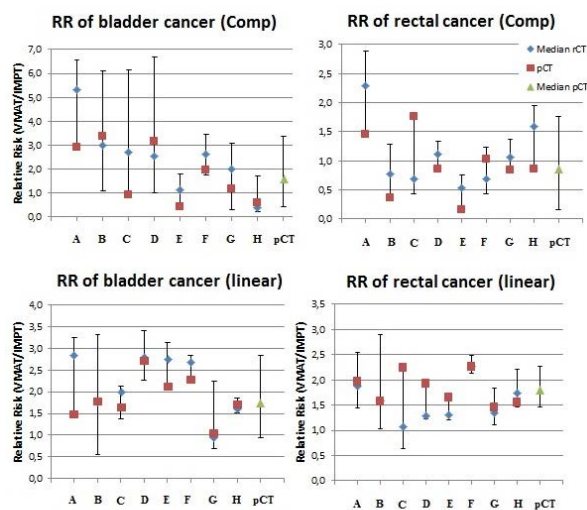 RR of bladder cancer (Comp)
Relative Risk (VMAT/IMPT)
7,0
6,0
5,0
4,0
3,0
2,0
1,0
0,0
A B C D E F G H pCT
RR of rectal cancer (Comp)
Relative Risk (VMAT/IMPT)
3,0
2,5
2,0
1,5
1,0
0,5
0,0
Median rCT
pCT
Median pCT
A B C D E F G H pCT
RR of bladder cancer (linear)
Relative Risk (VMAT/IMPT)
4,0
3,5
3,0
2,5
2,0
1,5
1,0
0,5
0,0
A B C D E F G H pCT
RR of rectal cancer (linear)
Relative Risk (VMAT/IMPT)
3,5
3,0
2,5
2,0
1,5
1,0
0,5
0,0
A B C D E F G H pCT